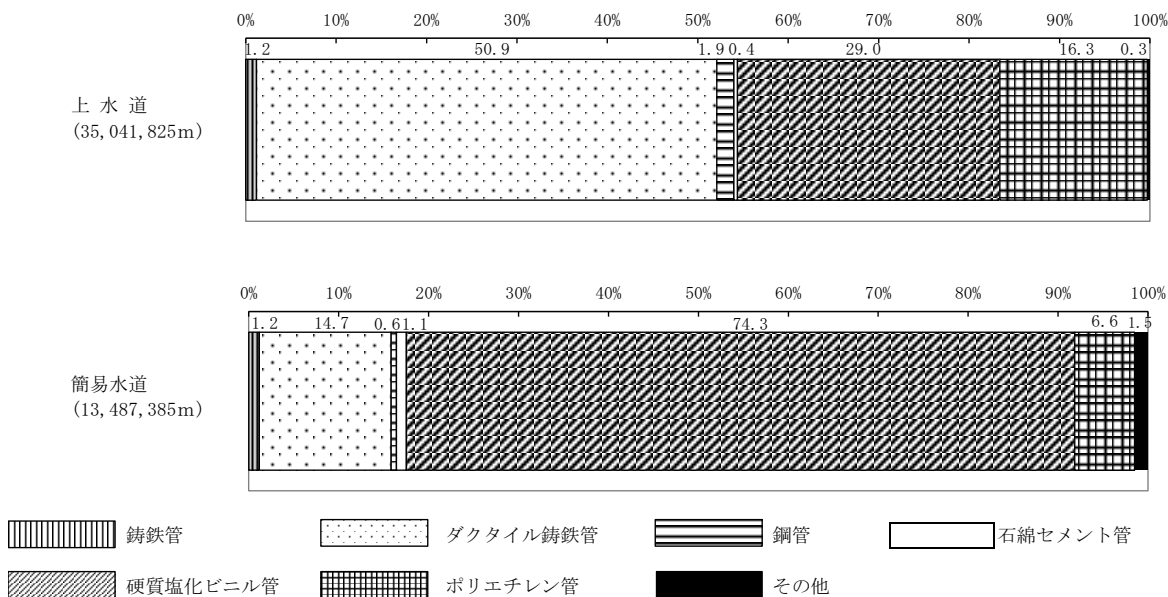 0% 10% 20% 30% 40% 50% 60% 70% 80% 90% 100%
1.2 50.9 1.9 0.4 29.0 16.3 0.3
上 水 道
(35,041,825m)
0% 10% 20% 30% 40% 50% 60% 70% 80% 90% 100%
1.2 14.7 0.6 1.1 74.3 6.6 1.5
簡易水道
(13,487,385m)
鋳鉄管 ダクタイル鋳鉄管 鋼管 石綿セメント管
硬質塩化ビニル管 ポリエチレン管 その他